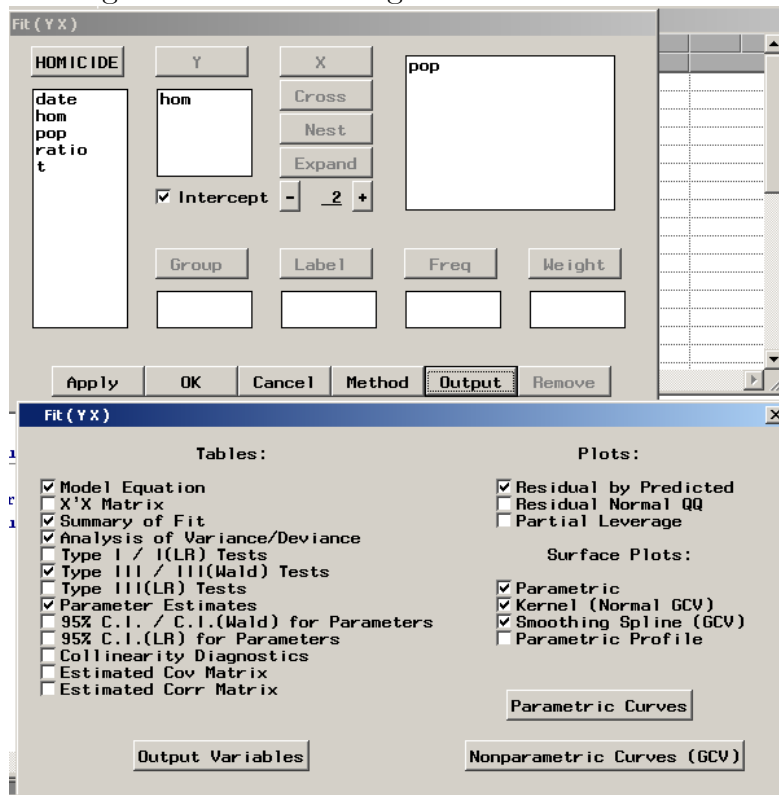 Fit ( Y X )
HOMICIDE
Y
X
pop
date
hom
pop
ratio
t
hom
Cross
Nest
Expand
Intercept
- 2 +
Group
Label
Freq
Weight
Apply
OK
Cancel
Method
Output
Remove
Fit ( Y X )
Tables:
Model Equation
X'X Matrix
Summary of Fit
Analysis of Variance/Deviance
Type I / I(LR) Tests
Type III / III(Wald) Tests
Type III(LR) Tests
Parameter Estimates
95% C.I. / C.I.(Wald) for Parameters
95% C.I.(LR) for Parameters
Collinearity Diagnostics
Estimated Cov Matrix
Estimated Corr Matrix
Output Variables
Plots:
Residual by Predicted
Residual Normal QQ
Partial Leverage
Surface Plots:
Parametric
Kernel (Normal GCV)
Smoothing Spline (GCV)
Parametric Profile
Parametric Curves
Nonparametric Curves (GCV)